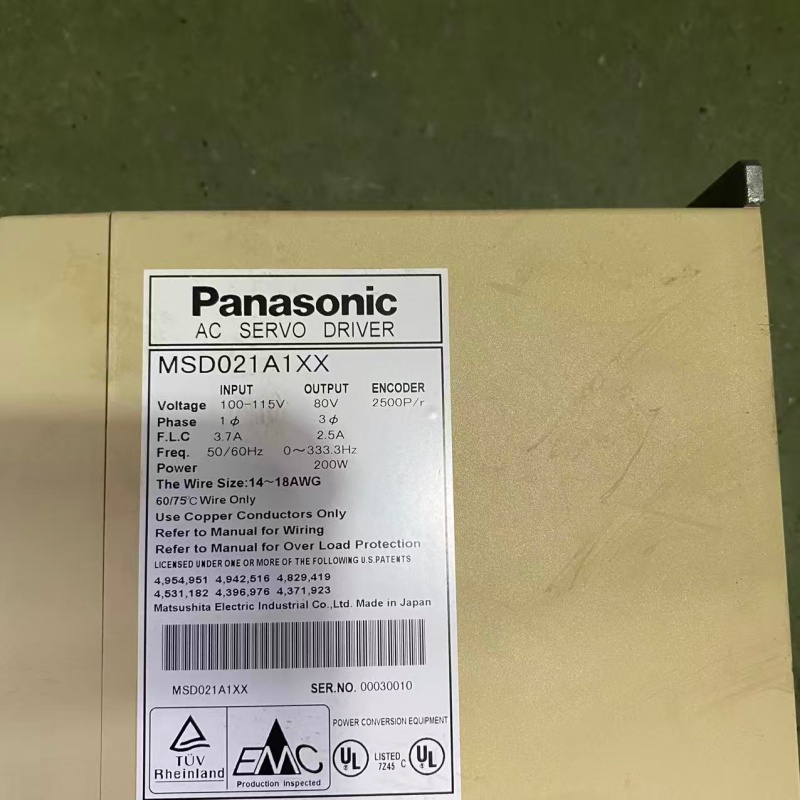 Panasonic
AC SERVO DRIVER
MSD021A1XX
INPUT OUTPUT ENCODER
Voltage 100-115V 80V 2500P/r
Phase 1ϕ 3ϕ
F.L.C 3.7A 2.5A
Freq. 50/60Hz 0~333.3Hz
Power 200W
The Wire Size:14~18AWG
60/75℃ Wire Only
Use Copper Conductors Only
Refer to Manual for Wiring
Refer to Manual for Over Load Protection
LICENSED UNDER ONE OR MORE OF THE FOLLOWING U.S.PATENTS
4,954,951 4,942,516 4,829,419
4,531,182 4,396,976 4,371,923
Matsushita Electric Industrial Co.,Ltd. Made in Japan
MSD021A1XX SER.NO. 00030010
TÜV
Rheinland
EMC
Production Inspected
POWER CONVERSION EQUIPMENT
UL LISTED 7245 C UL